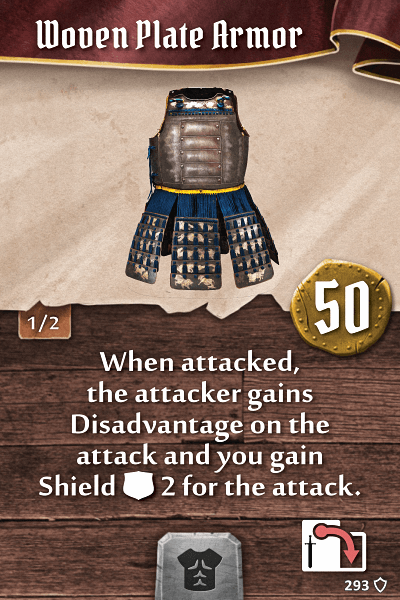 Woven Plate Armor
1/2
50
When attacked,
the attacker gains
Disadvantage on the
attack and you gain
Shield 2 for the attack.
293